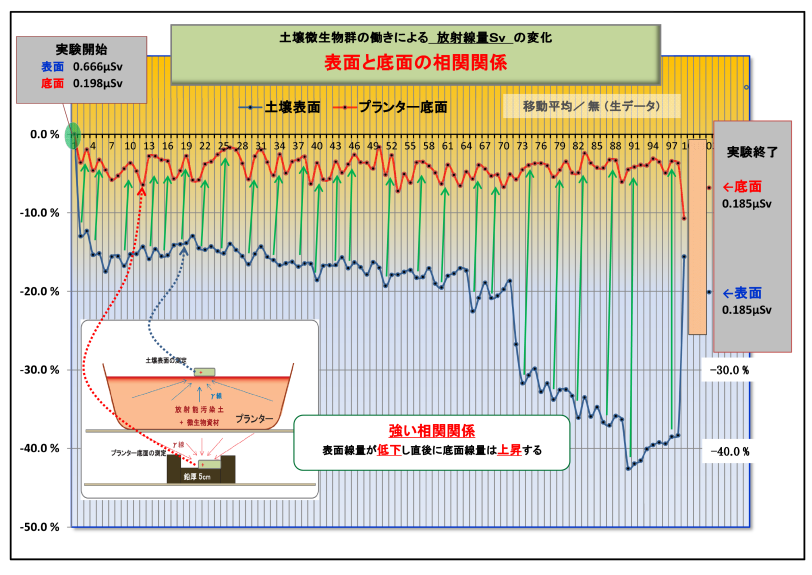 土壌微生物群の働きによる 放射線量Sv の変化
表面と底面の相関関係
実験開始
表面 0.666μSv
底面 0.198μSv
土壌表面
プランター底面
移動平均／無（生データ）
0.0 %
-10.0 %
-20.0 %
-30.0 %
-40.0 %
-50.0 %
1 4 7 10 13 16 19 22 25 28 31 34 37 40 43 46 49 52 55 58 61 64 67 70 73 76 79 82 85 88 91 94 97
実験終了
←底面
0.185μSv
←表面
0.185μSv
-30.0 %
-40.0 %
土壌表面の測定
γ線
放射能汚染土
+ 微生物資材
プランター
γ線
プランター底面の測定
鉛厚 5cm
強い相関関係
表面線量が低下し直後に底面線量は上昇する